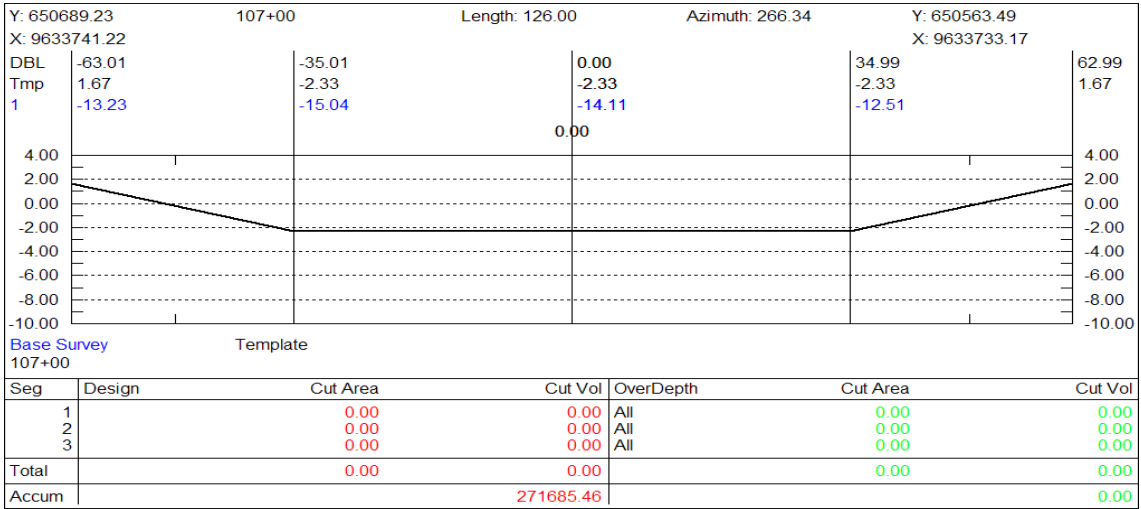 Y: 650689.23 107+00 Length: 126.00 Azimuth: 266.34 Y: 650563.49
X: 9633741.22 X: 9633733.17
DBL -63.01 -35.01 0.00 34.99 62.99
Tmp 1.67 -2.33 -2.33 -2.33 1.67
1 -13.23 -15.04 -14.11 -12.51
0.00
4.00 4.00
2.00 2.00
0.00 0.00
-2.00 -2.00
-4.00 -4.00
-6.00 -6.00
-8.00 -8.00
-10.00 -10.00
Base Survey Template
107+00
Seg Design Cut Area Cut Vol OverDepth Cut Area Cut Vol
1 0.00 0.00 All 0.00 0.00
2 0.00 0.00 All 0.00 0.00
3 0.00 0.00 All 0.00 0.00
Total 0.00 0.00 0.00 0.00
Accum 271685.46 0.00